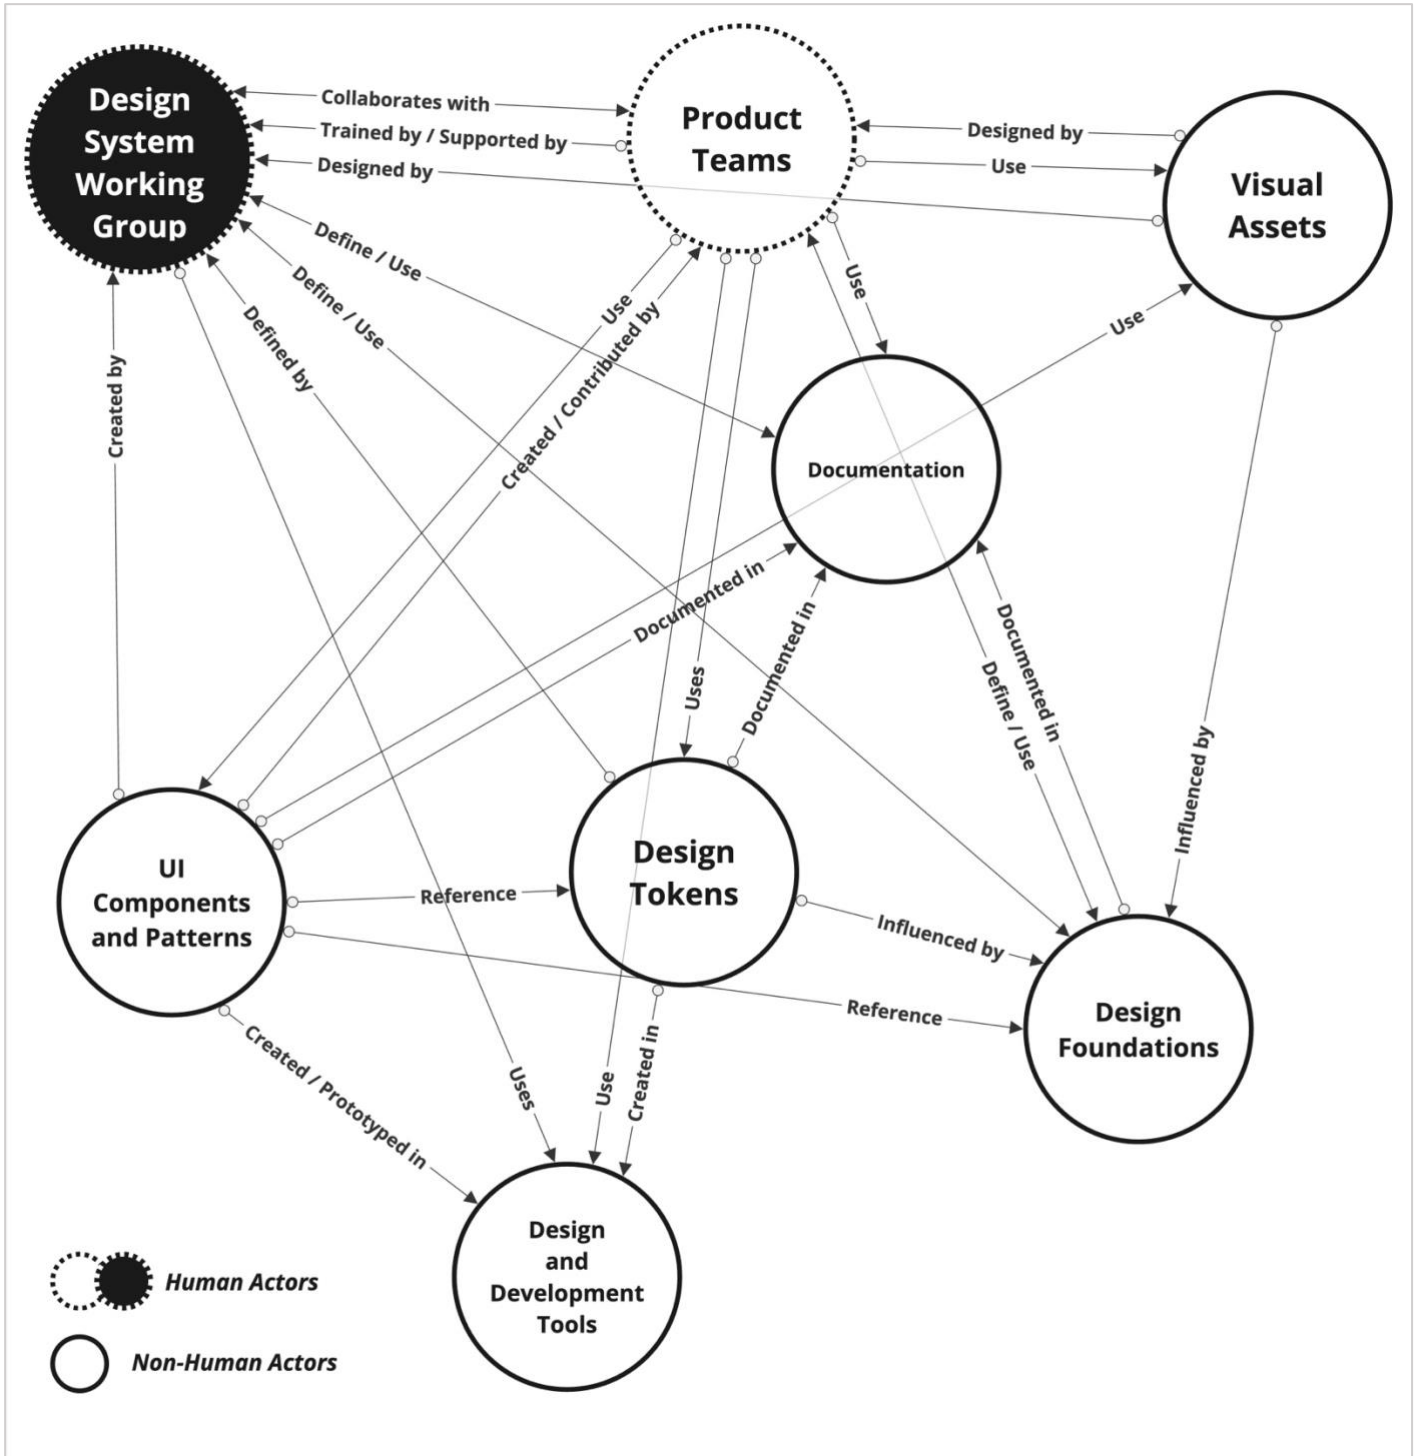 Design
System
Working
Group
Collaborates with
Trained by / Supported by
Designed by
Product
Teams
Designed by
Use
Visual
Assets
Define / Use
Define / Use
Defined by
Created by
Use
Created / Contributed by
Use
Use
Documentation
Documented in
Uses
Documented in
Documented in
Define / Use
Influenced by
UI
Components
and Patterns
Reference
Design
Tokens
Influenced by
Reference
Design
Foundations
Created / Prototyped in
Uses
Use
Created in
Design
and
Development
Tools
Human Actors
Non-Human Actors